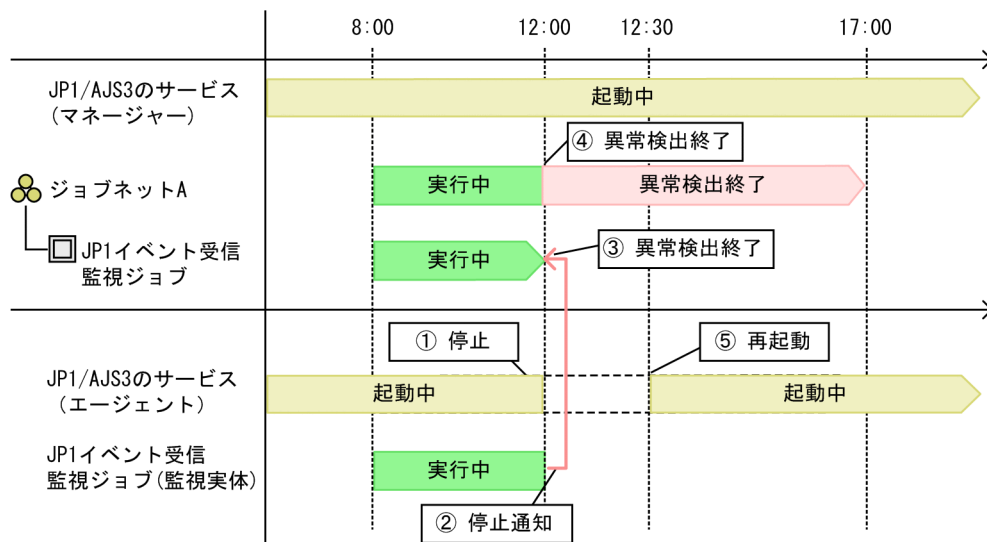 8:00 12:00 12:30 17:00
JP1/AJS3のサービス
(マネージャー)
起動中
④ 異常検出終了
ジョブネットA
実行中
異常検出終了
③ 異常検出終了
JP1イベント受信
監視ジョブ
実行中
① 停止
⑤ 再起動
JP1/AJS3のサービス
(エージェント)
起動中
起動中
JP1イベント受信
監視ジョブ(監視実体)
実行中
② 停止通知